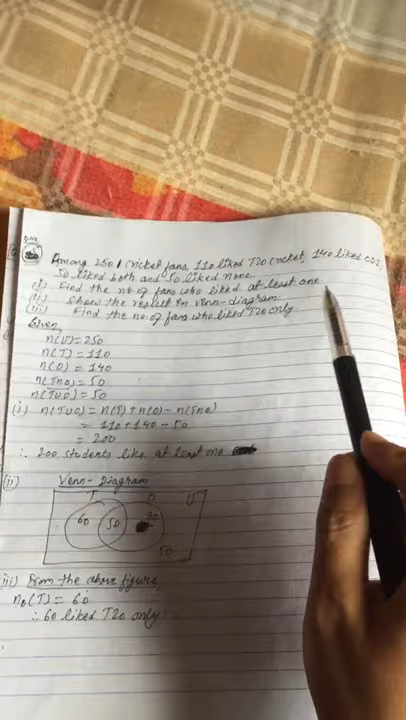 Among 250 Cricket fans, 110 liked T20 Cricket, 140 liked ODI,
50 liked both and 50 liked none.
(i) Find the no. of fans who liked at least one.
(ii) Show the result in Venn-diagram
(iii) Find the no. of fans who liked T20 only.
Given,
n(U) = 250
n(T) = 110
n(O) = 140
n(T∩O) = 50
n(T∪O) = 50
(i) n(T∪O) = n(T) + n(O) - n(T∩O)
= 110 + 140 - 50
= 200
∴ 200 students like at least one
(ii) Venn-Diagram
T O U
60 50 90
50
(iii) From the above figure,
n₀(T) = 60
∴ 60 liked T20 only